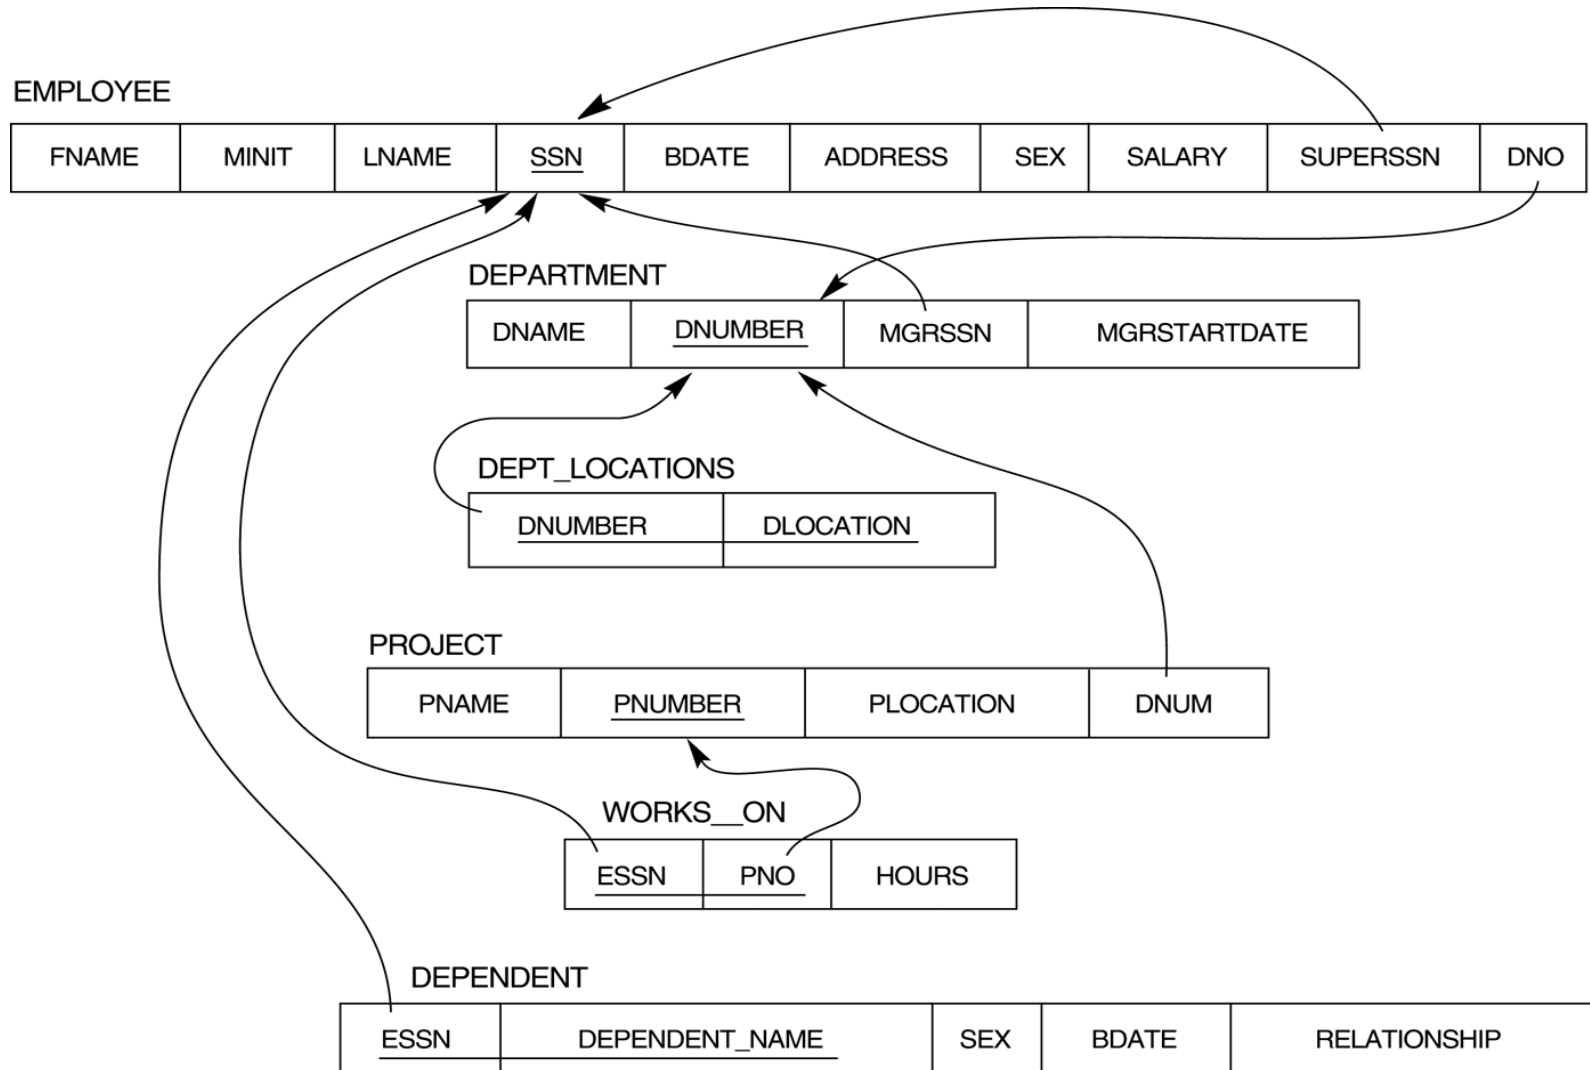 EMPLOYEE
FNAME MINIT LNAME SSN BDATE ADDRESS SEX SALARY SUPERSSN DNO
DEPARTMENT
DNAME DNUMBER MGRSSN MGRSTARTDATE
DEPT_LOCATIONS
DNUMBER DLOCATION
PROJECT
PNAME PNUMBER PLOCATION DNUM
WORKS__ON
ESSN PNO HOURS
DEPENDENT
ESSN DEPENDENT_NAME SEX BDATE RELATIONSHIP